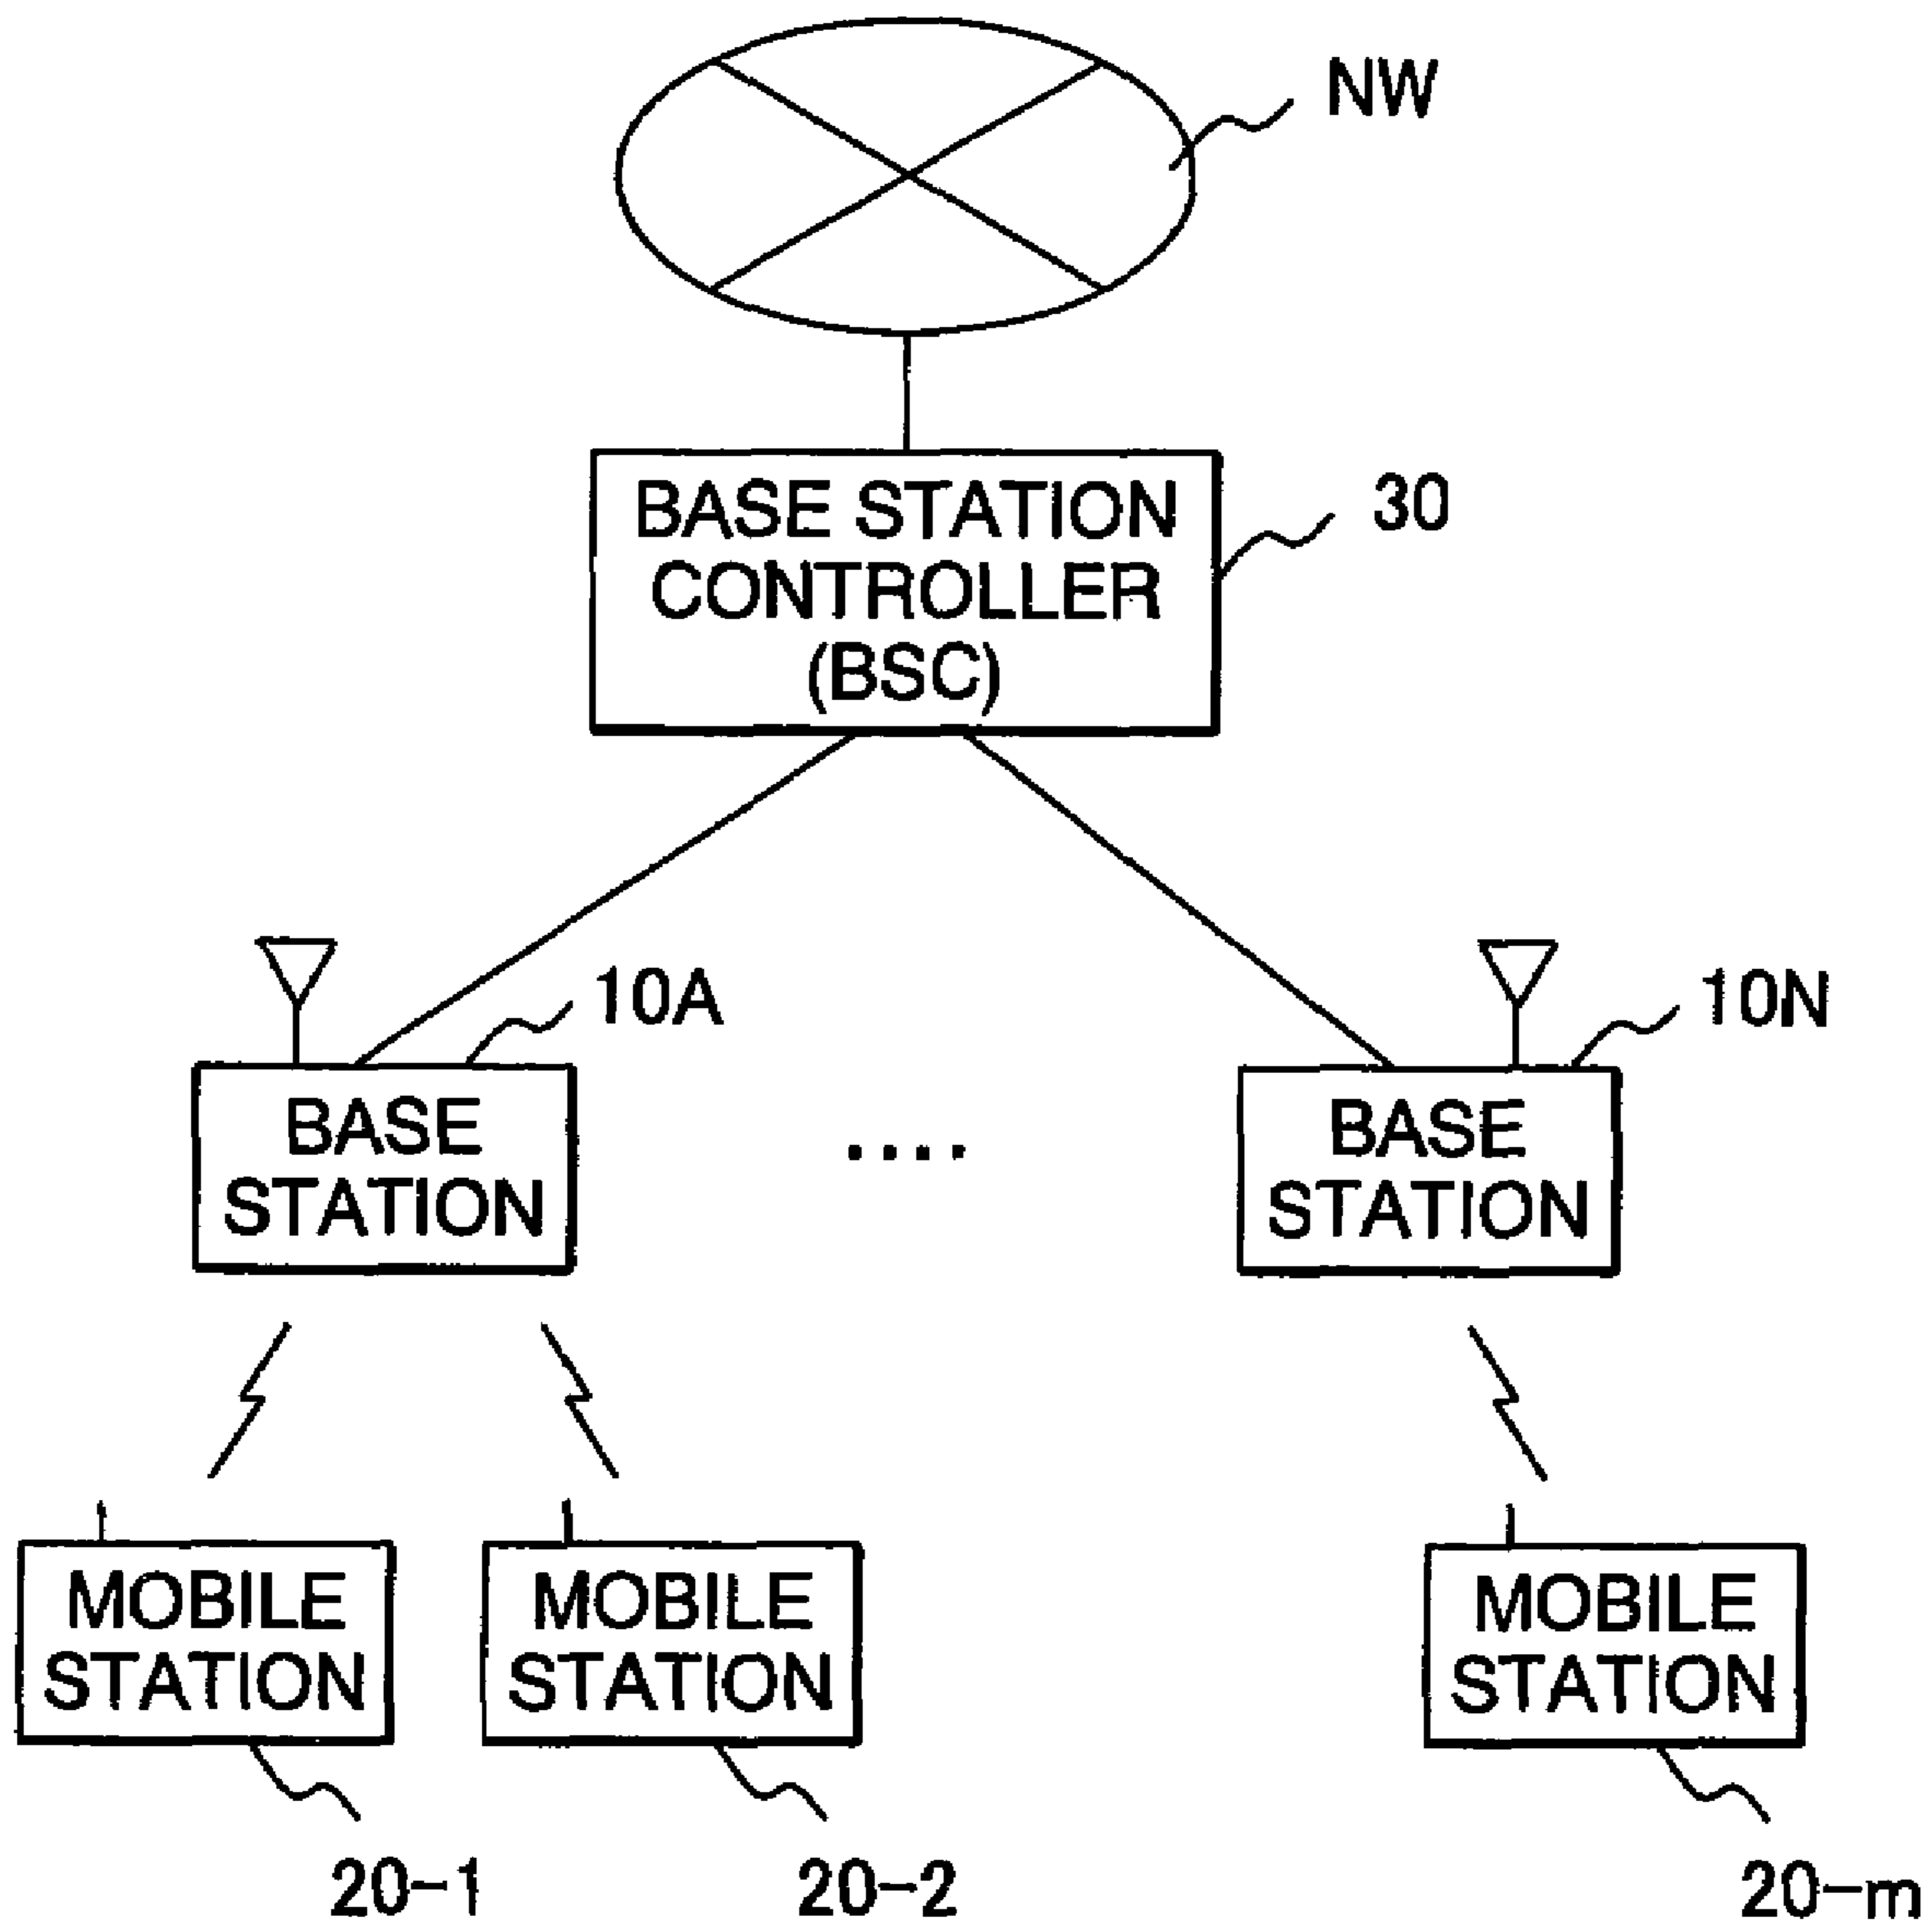 NW
BASE STATION
CONTROLLER
(BSC)
30
10A
10N
BASE
STATION
....
BASE
STATION
MOBILE
STATION
MOBILE
STATION
MOBILE
STATION
20-1
20-2
20-m